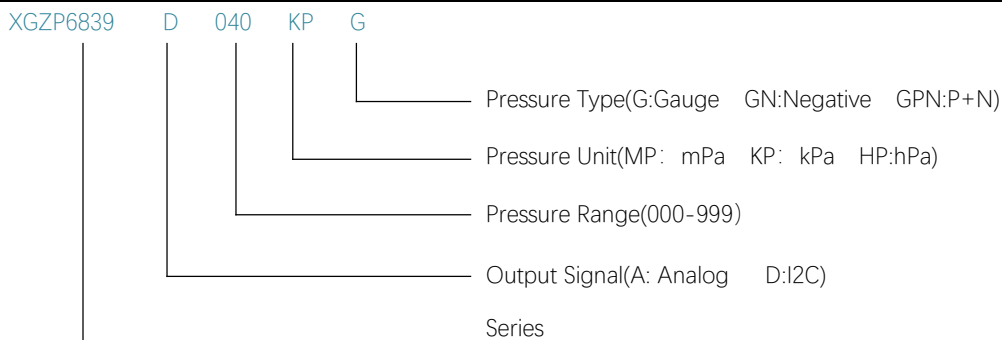 XGZP6839 D 040 KP G
Pressure Type(G:Gauge GN:Negative GPN:P+N)
Pressure Unit(MP： mPa KP： kPa HP:hPa)
Pressure Range(000-999）
Output Signal(A: Analog D:I2C)
Series